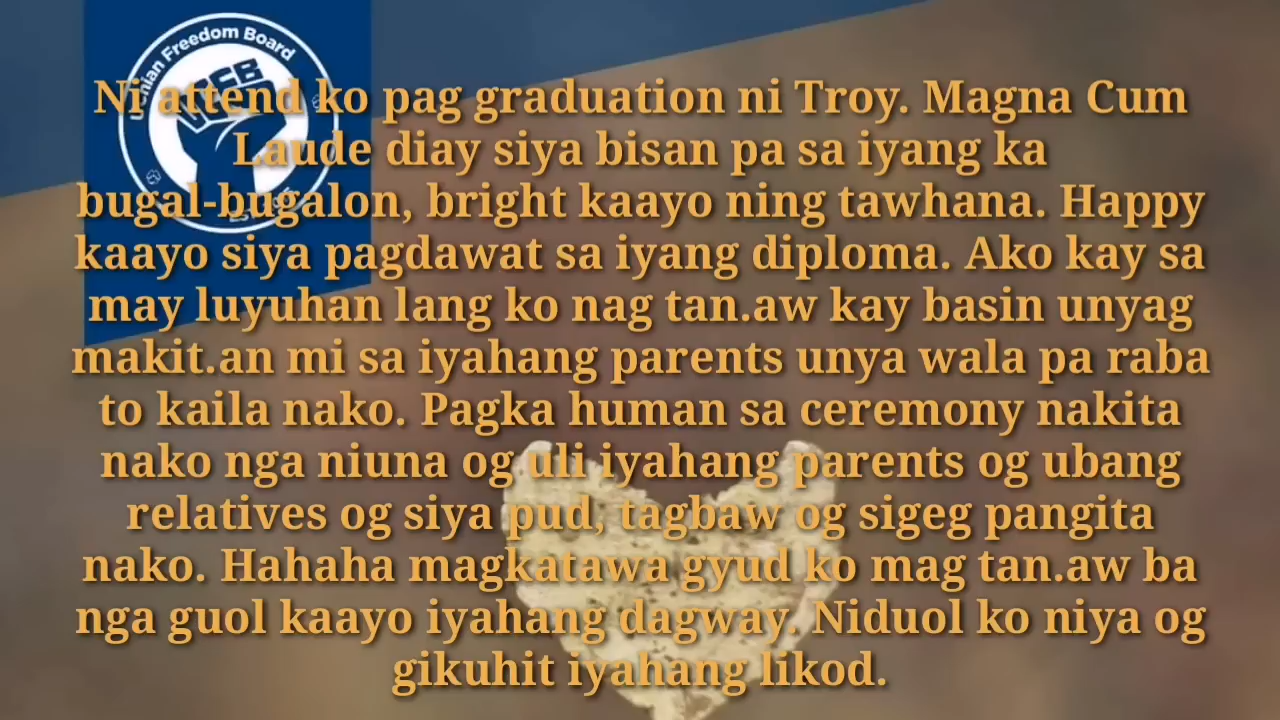 nian Freedom Board
Ni attend ko pag graduation ni Troy. Magna Cum
Laude diay siya bisan pa sa iyang ka
bugal-bugalon, bright kaayo ning tawhana. Happy
kaayo siya pagdawat sa iyang diploma. Ako kay sa
may luyuhan lang ko nag tan.aw kay basin unyag
makit.an mi sa iyahang parents unya wala pa raba
to kaila nako. Pagka human sa ceremony nakita
nako nga niuna og uli iyahang parents og ubang
relatives og siya pud, tagbaw og sigeg pangita
nako. Hahaha magkatawa gyud ko mag tan.aw ba
nga guol kaayo iyahang dagway. Niduol ko niya og
gikuhit iyahang likod.